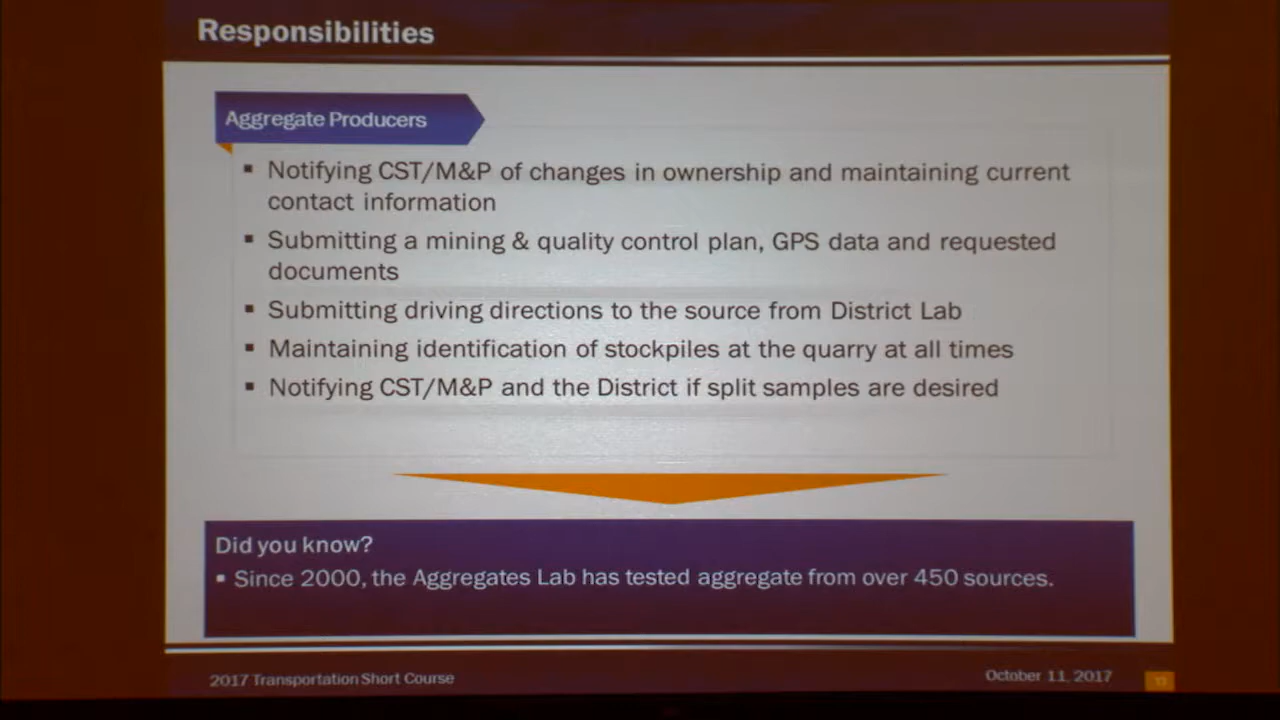 Responsibilities
Aggregate Producers
▪ Notifying CST/M&P of changes in ownership and maintaining current
contact information
▪ Submitting a mining & quality control plan, GPS data and requested
documents
▪ Submitting driving directions to the source from District Lab
▪ Maintaining identification of stockpiles at the quarry at all times
▪ Notifying CST/M&P and the District if split samples are desired
Did you know?
▪ Since 2000, the Aggregates Lab has tested aggregate from over 450 sources.
2017 Transportation Short Course
October 11, 2017